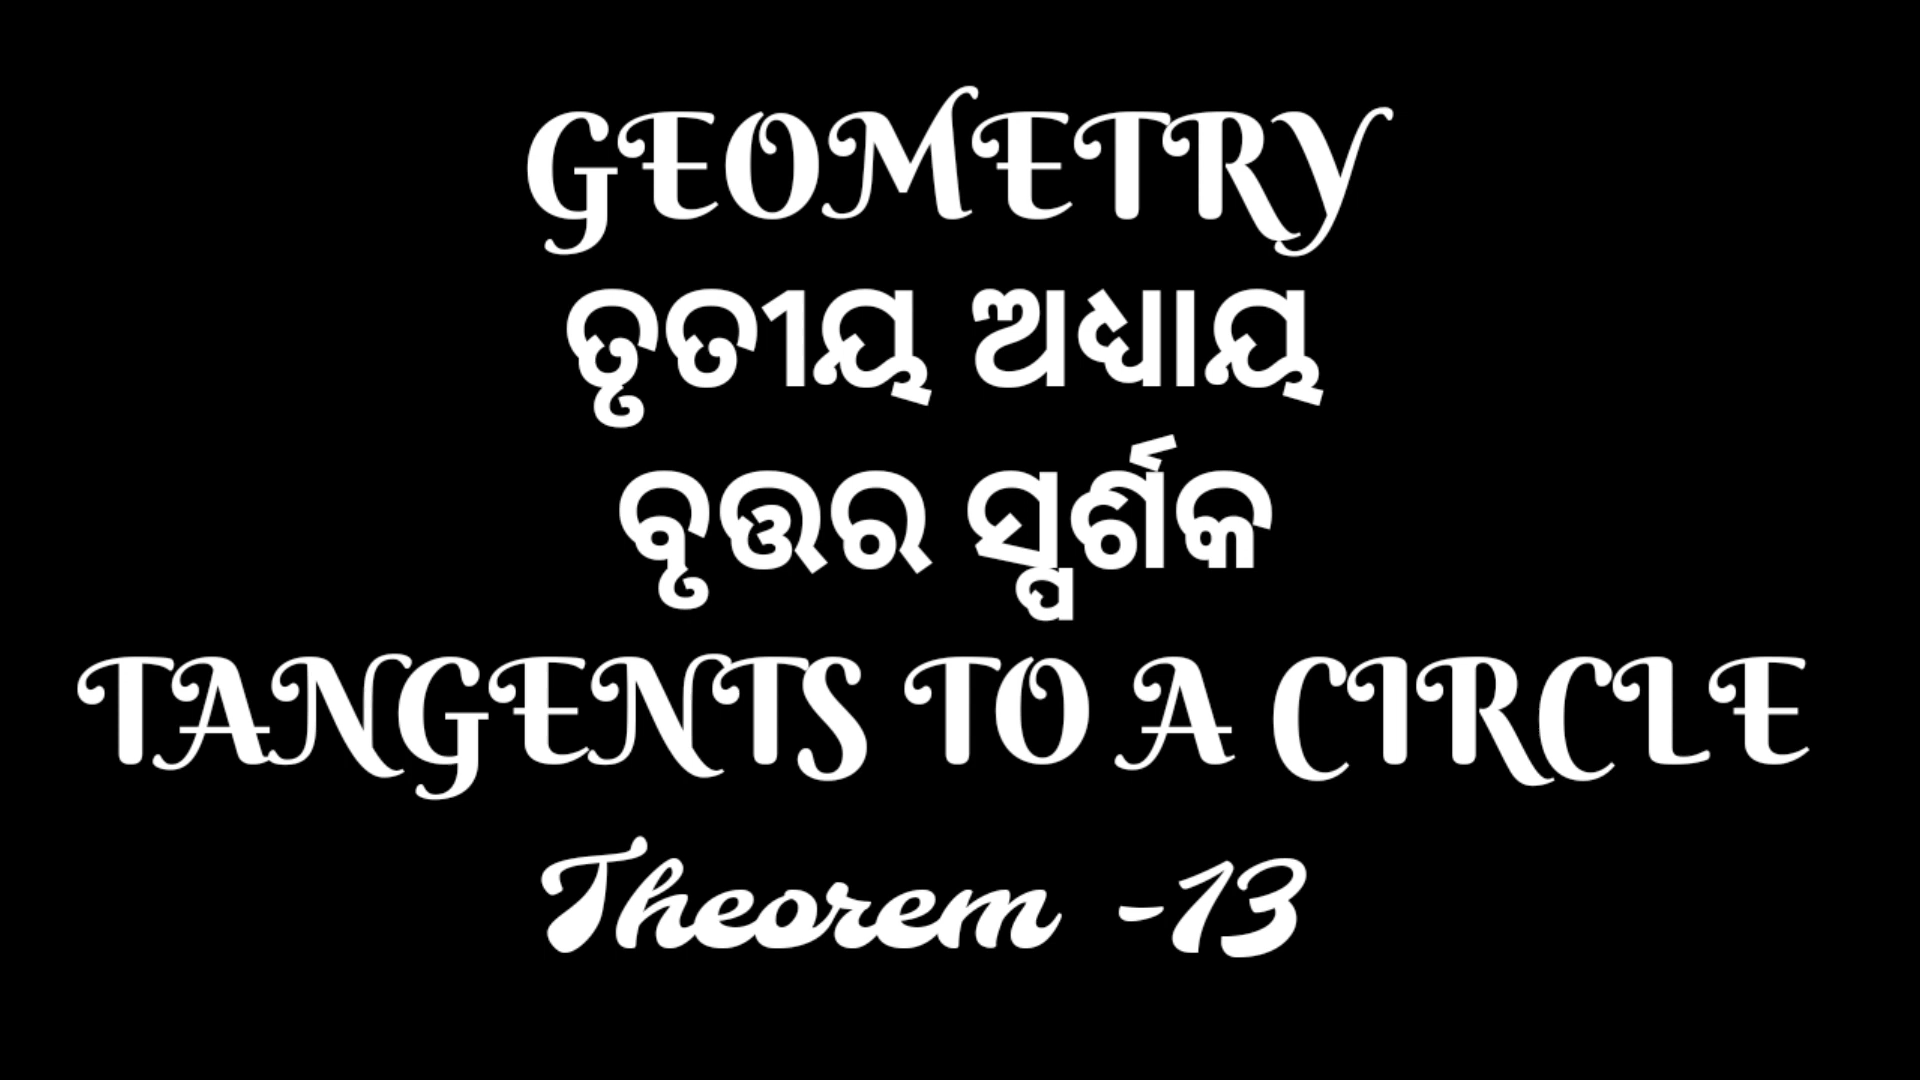 GEOMETRY
ତୃତୀୟ ଅଧ୍ୟାୟ
ବୃତ୍ତର ସ୍ପର୍ଶକ
TANGENTS TO A CIRCLE
Theorem -13